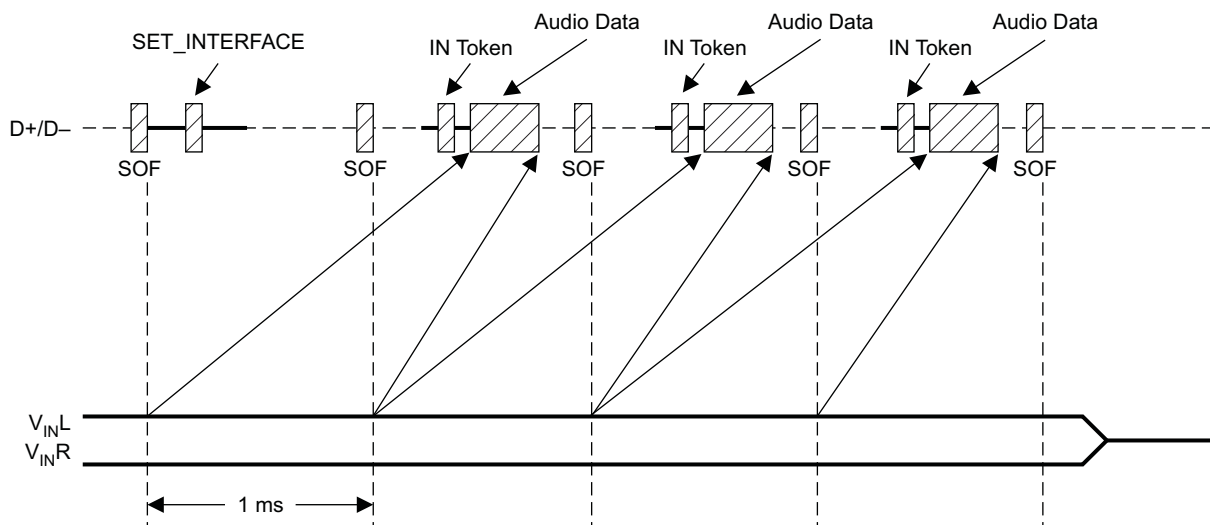 Audio Data
Audio Data
Audio Data
SET_INTERFACE
IN Token
IN Token
IN Token
D+/D–
SOF
SOF
SOF
SOF
SOF
VINL
VINR
1 ms